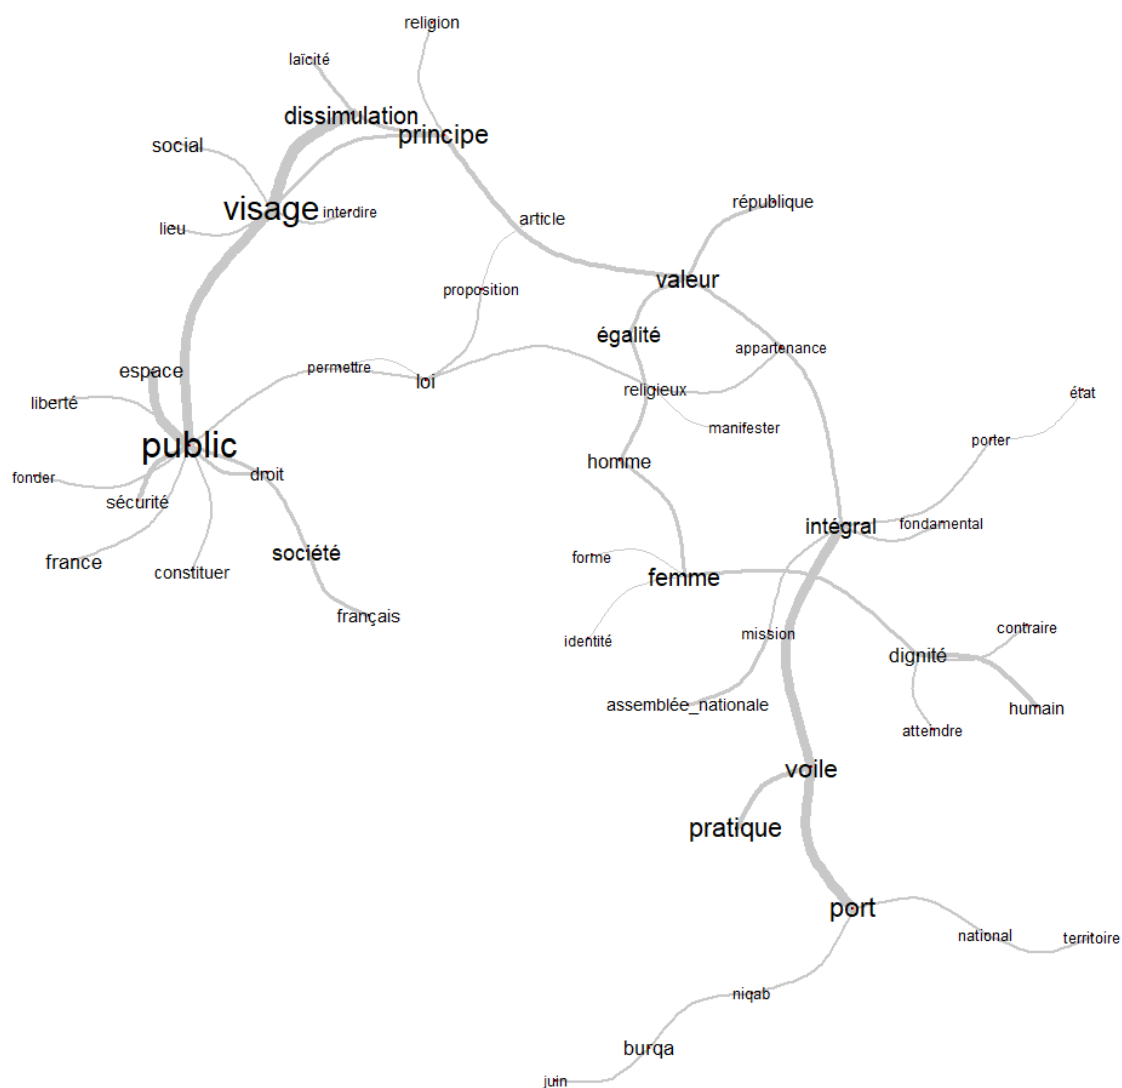 religion
laïcité
dissimulation
principe
social
visage
interdire
république
article
lieu
valeur
proposition
égalité
appartenance
espace
permettre
loi
religieux
état
liberté
manifester
public
porter
homme
fonder
droit
sécurité
intégral
fondamental
france
société
forme
constituer
femme
français
identité
mission
contraire
dignité
assemblée_nationale
humain
atteindre
voile
pratique
port
national
territoire
niqab
burqa
juin